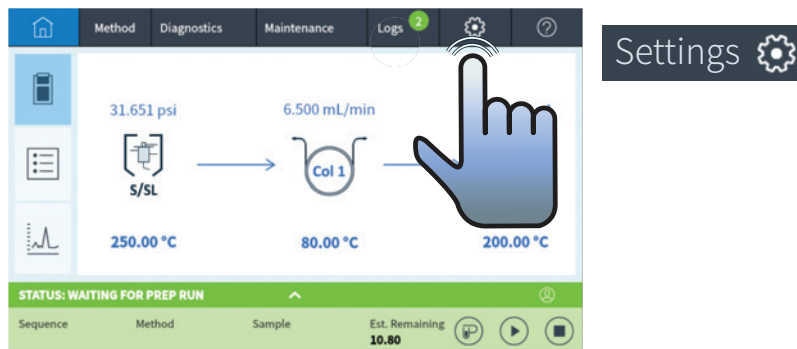 Method Diagnostics Maintenance Logs 2
Settings
31.651 psi 6.500 mL/min
Col 1
S/SL
250.00 °C 80.00 °C 200.00 °C
STATUS: WAITING FOR PREP RUN
Sequence Method Sample Est. Remaining
10.80
P